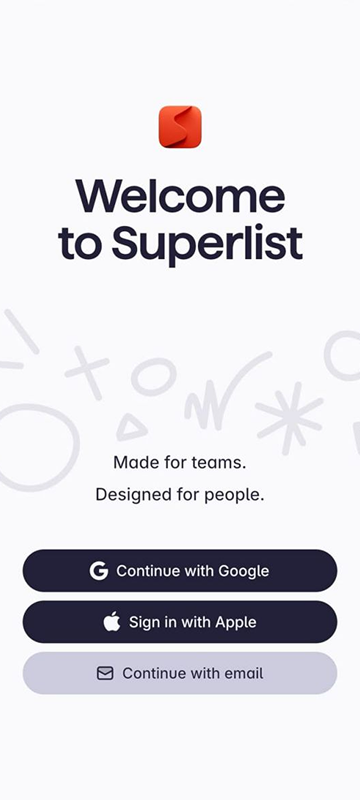 Welcome
to Superlist
Made for teams.
Designed for people.
Continue with Google
Sign in with Apple
Continue with email